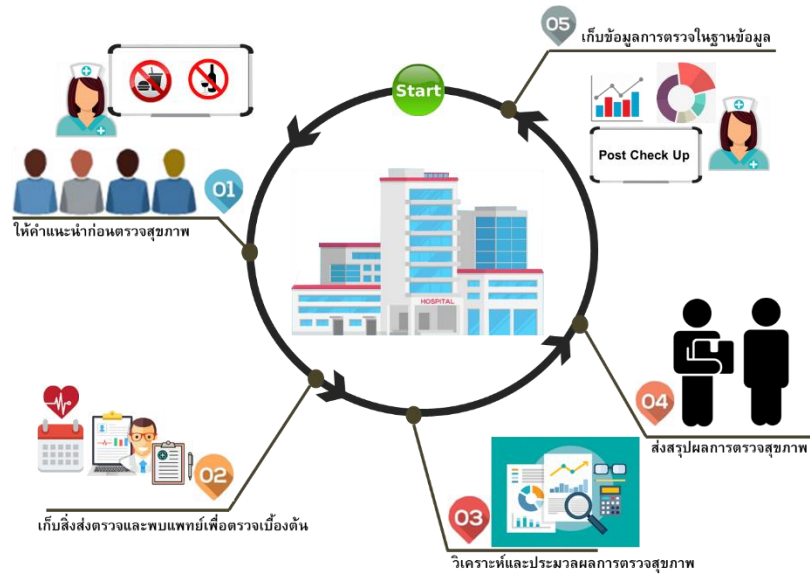 Start
01
ให้คำแนะนำก่อนตรวจสุขภาพ
02
เก็บสิ่งส่งตรวจและพบแพทย์เพื่อตรวจเบื้องต้น
03
วิเคราะห์และประมวลผลการตรวจสุขภาพ
04
ส่งสรุปผลการตรวจสุขภาพ
05
เก็บข้อมูลการตรวจในฐานข้อมูล
Post Check Up
HOSPITAL